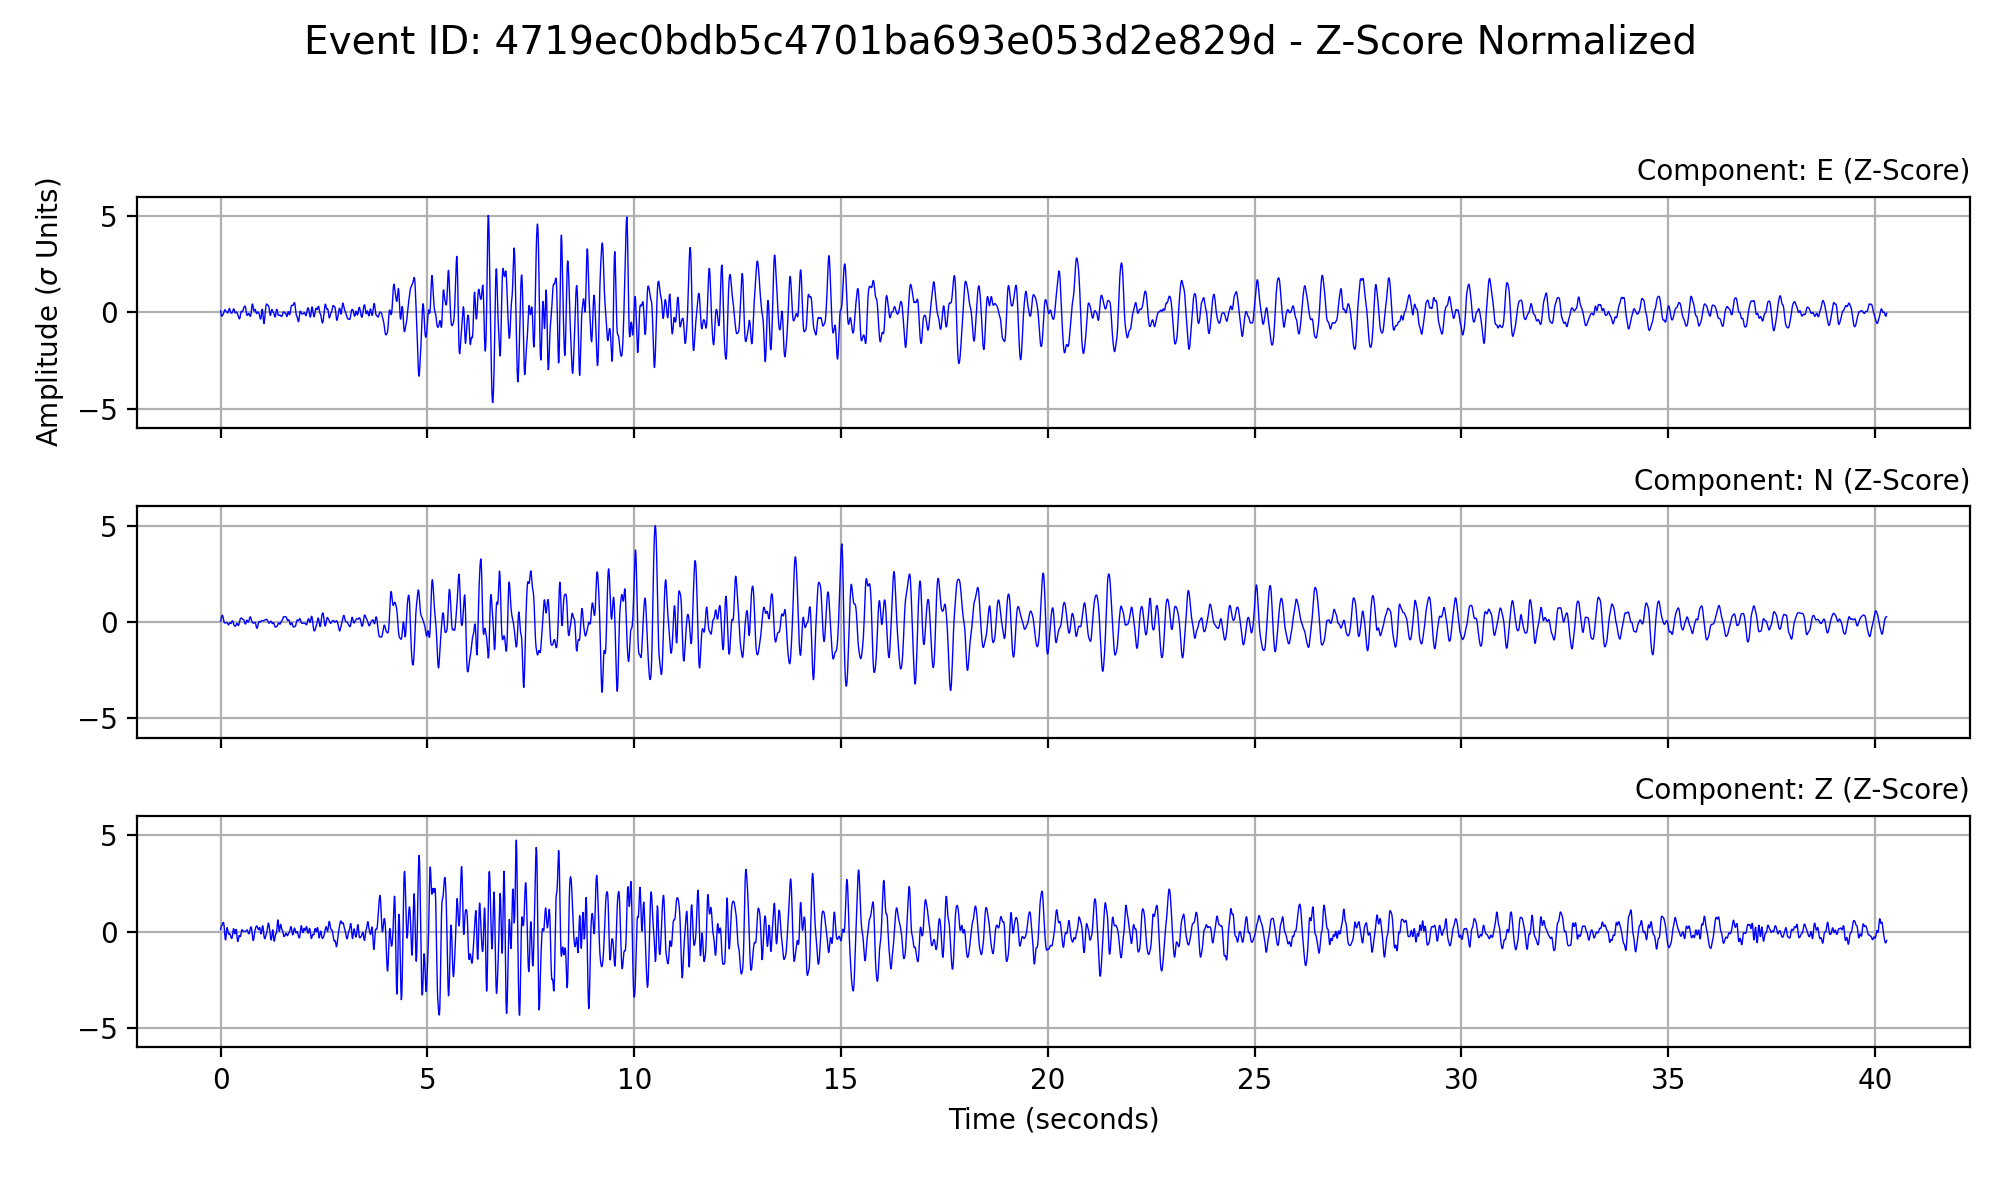 Event ID: 4719ec0bdb5c4701ba693e053d2e829d - Z-Score Normalized
Component: E (Z-Score)
Amplitude (σ Units)
5
0
−5
Component: N (Z-Score)
5
0
−5
Component: Z (Z-Score)
5
0
−5
0 5 10 15 20 25 30 35 40
Time (seconds)